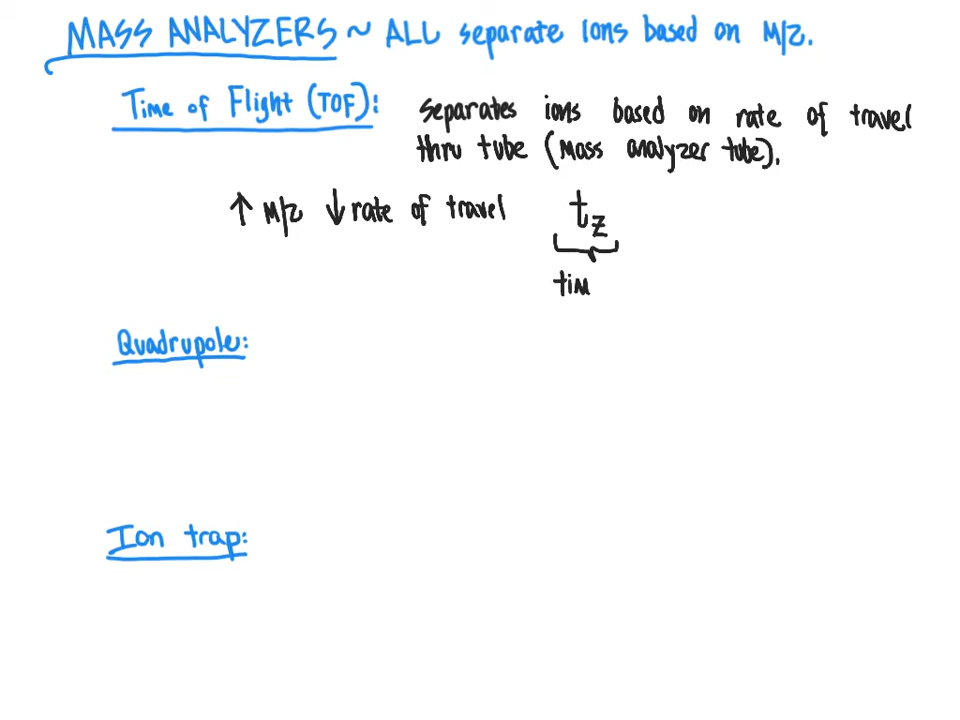 MASS ANALYZERS ~ ALL separate Ions based on M/z.
Time of Flight (TOF): separates ions based on rate of travel
thru tube (Mass analyzer tube).
↑ M/z ↓ rate of travel t_z
tim
Quadrupole:
Ion trap: